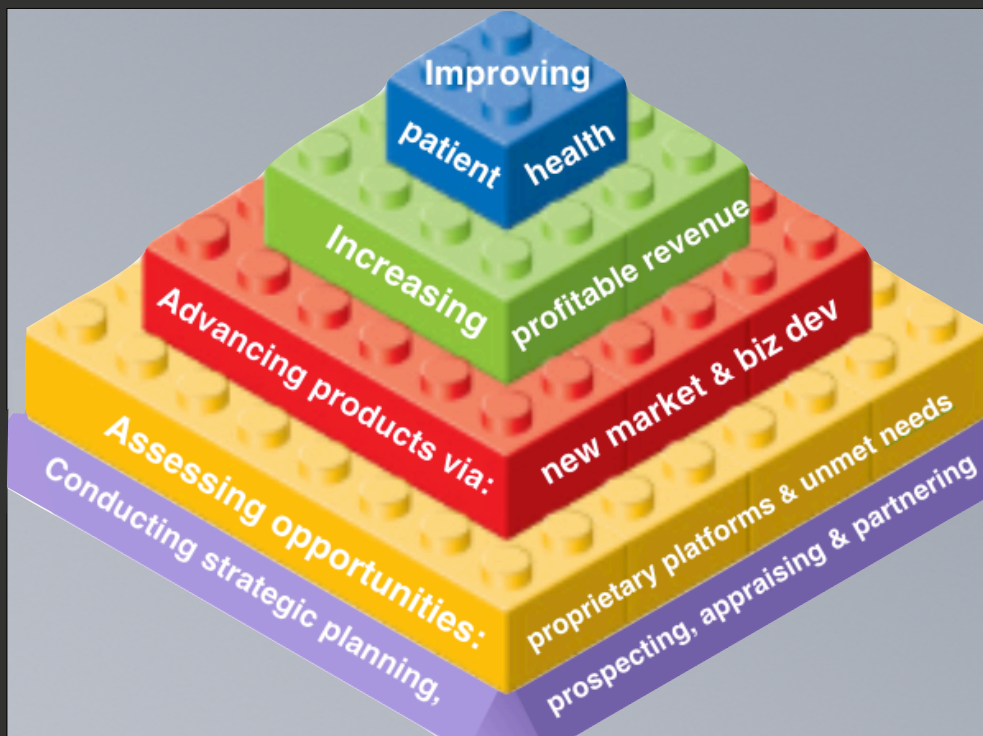 Improving
patient health
Increasing profitable revenue
Advancing products via: new market & biz dev
Assessing opportunities: proprietary platforms & unmet needs
Conducting strategic planning, prospecting, appraising & partnering